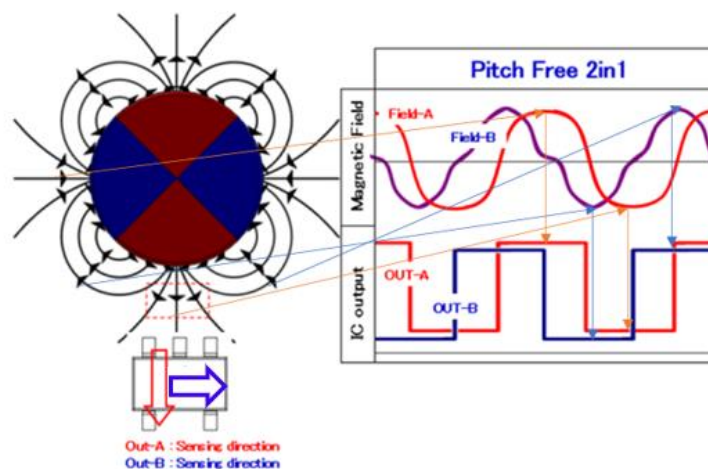 Pitch Free 2in1
Magnetic Field
Field-A
Field-B
IC output
OUT-A
OUT-B
Out-A : Sensing direction
Out-B : Sensing direction